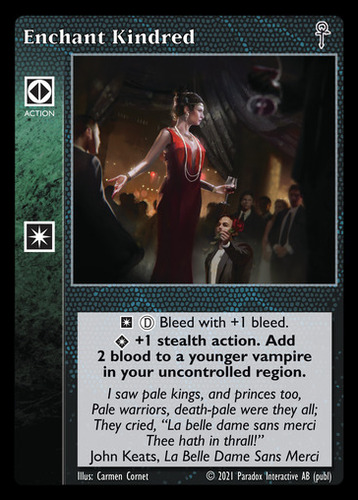 Enchant Kindred
ACTION
D Bleed with +1 bleed.
+1 stealth action. Add
2 blood to a younger vampire
in your uncontrolled region.
I saw pale kings, and princes too,
Pale warriors, death-pale were they all;
They cried, “La belle dame sans merci
Thee hath in thrall!”
John Keats, La Belle Dame Sans Merci
Illus: Carmen Cornet © 2021 Paradox Interactive AB (publ)